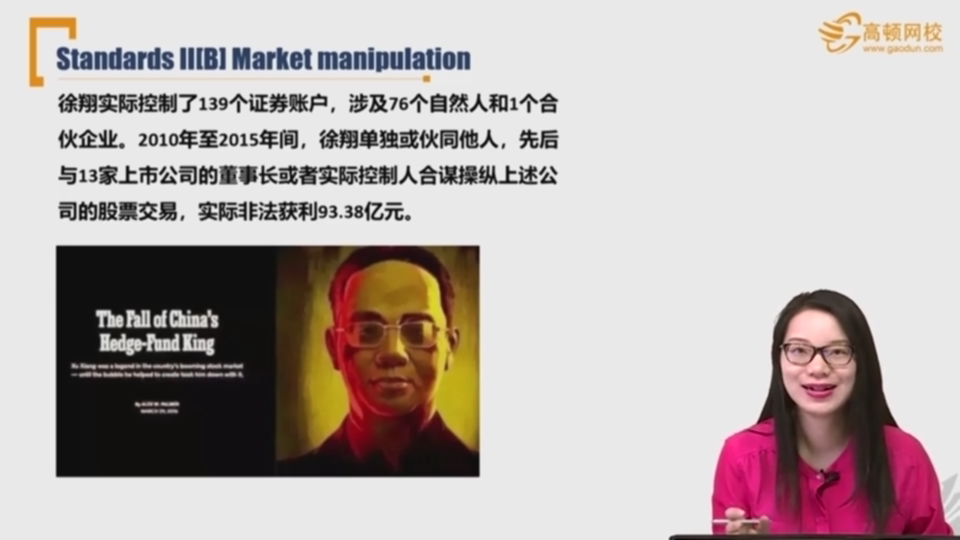 高顿网校
www.gaodun.com
Standards II[B] Market manipulation
徐翔实际控制了139个证券账户，涉及76个自然人和1个合
伙企业。2010年至2015年间，徐翔单独或伙同他人，先后
与13家上市公司的董事长或者实际控制人合谋操纵上述公
司的股票交易，实际非法获利93.38亿元。
The Fall of China's
Hedge-Fund King
Xu Xiang was a legend in the country's booming stock market
— until the bubble he helped to create took him down with it.
By ALEX W. PALMER
MARCH 29, 2016